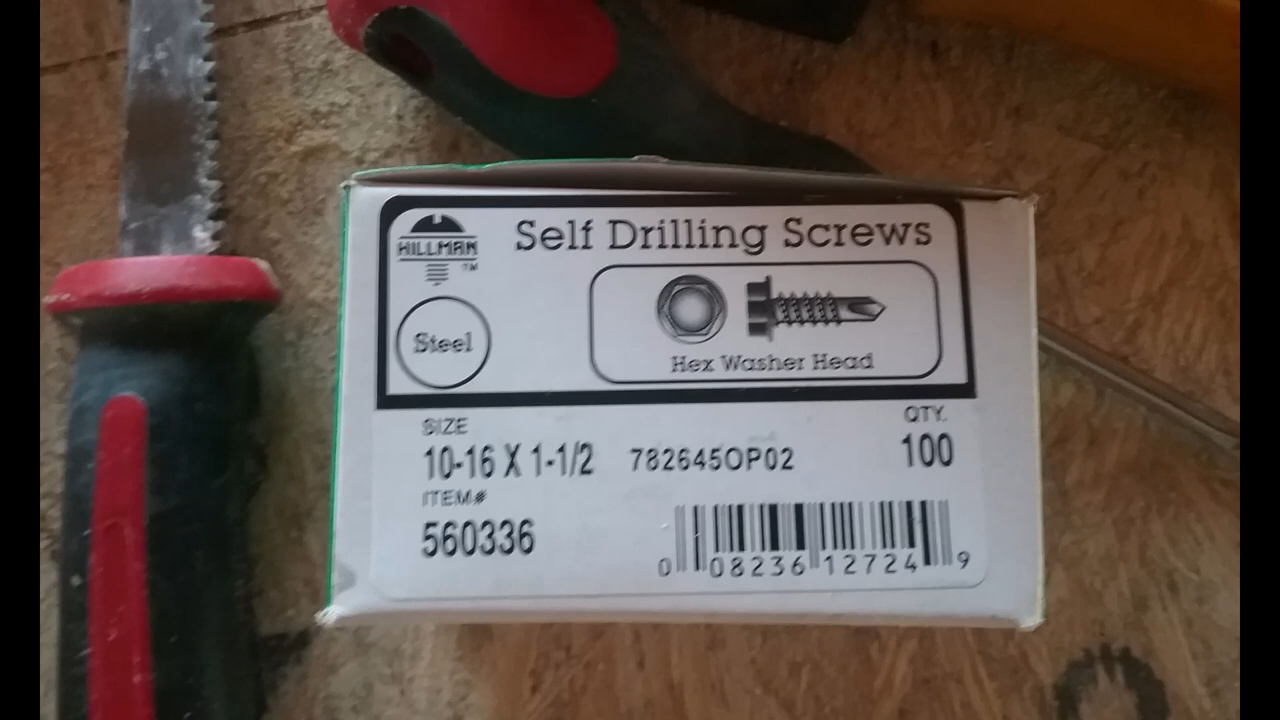 HILLMAN
TM
Self Drilling Screws
Steel
Hex Washer Head
SIZE
QTY.
10-16 X 1-1/2 782645OP02 100
ITEM#
560336
0 08236 12724 9